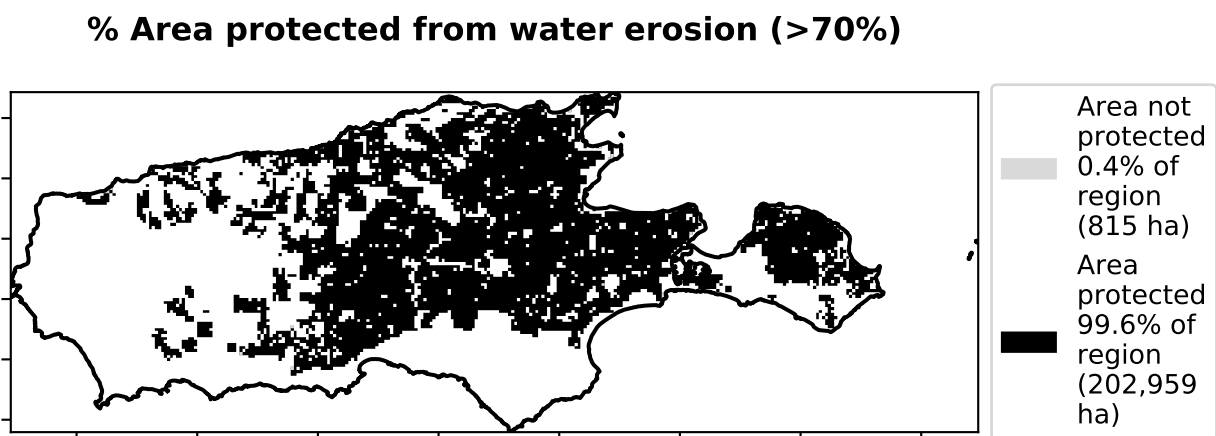 % Area protected from water erosion (>70%)
Area not
protected
0.4% of
region
(815 ha)
Area
protected
99.6% of
region
(202,959
ha)